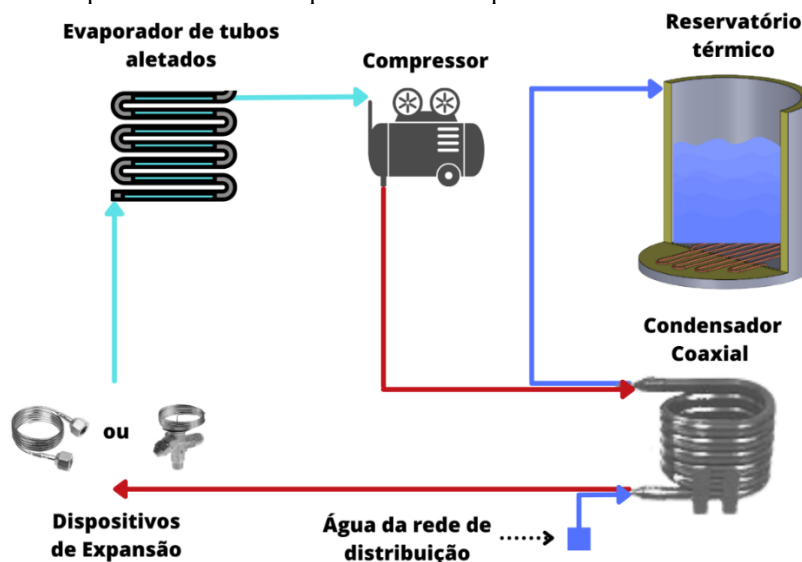 Evaporador de tubos
aletados
Compressor
Reservatório
térmico
Condensador
Coaxial
ou
Dispositivos
de Expansão
Água da rede de
distribuição